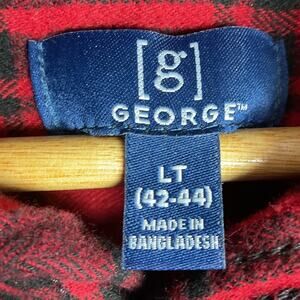 [g]
GEORGE™
LT
(42-44)
MADE IN
BANGLADESH